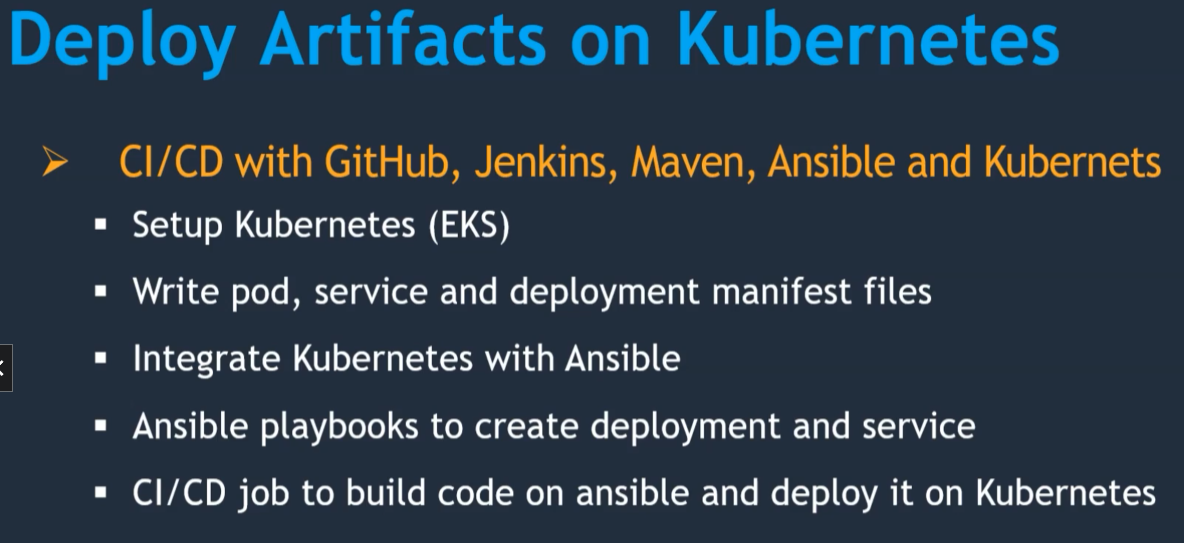 Deploy Artifacts on Kubernetes
CI/CD with GitHub, Jenkins, Maven, Ansible and Kubernets
Setup Kubernetes (EKS)
Write pod, service and deployment manifest files
Integrate Kubernetes with Ansible
Ansible playbooks to create deployment and service
CI/CD job to build code on ansible and deploy it on Kubernetes